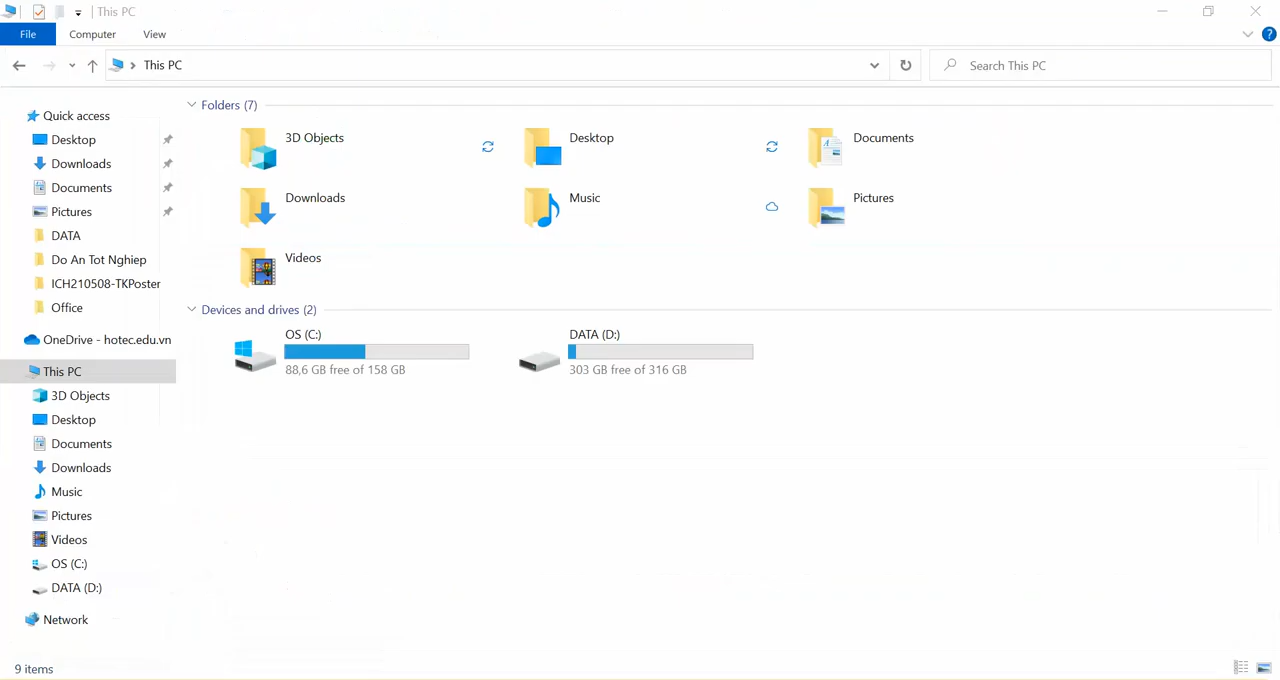 This PC
File Computer View
This PC
Search This PC
Quick access
Desktop
Downloads
Documents
Pictures
DATA
Do An Tot Nghiep
ICH210508-TKPoster
Office
OneDrive - hotec.edu.vn
This PC
3D Objects
Desktop
Documents
Downloads
Music
Pictures
Videos
OS (C:)
DATA (D:)
Network
Folders (7)
3D Objects
Desktop
Documents
Downloads
Music
Pictures
Videos
Devices and drives (2)
OS (C:)
88,6 GB free of 158 GB
DATA (D:)
303 GB free of 316 GB
9 items